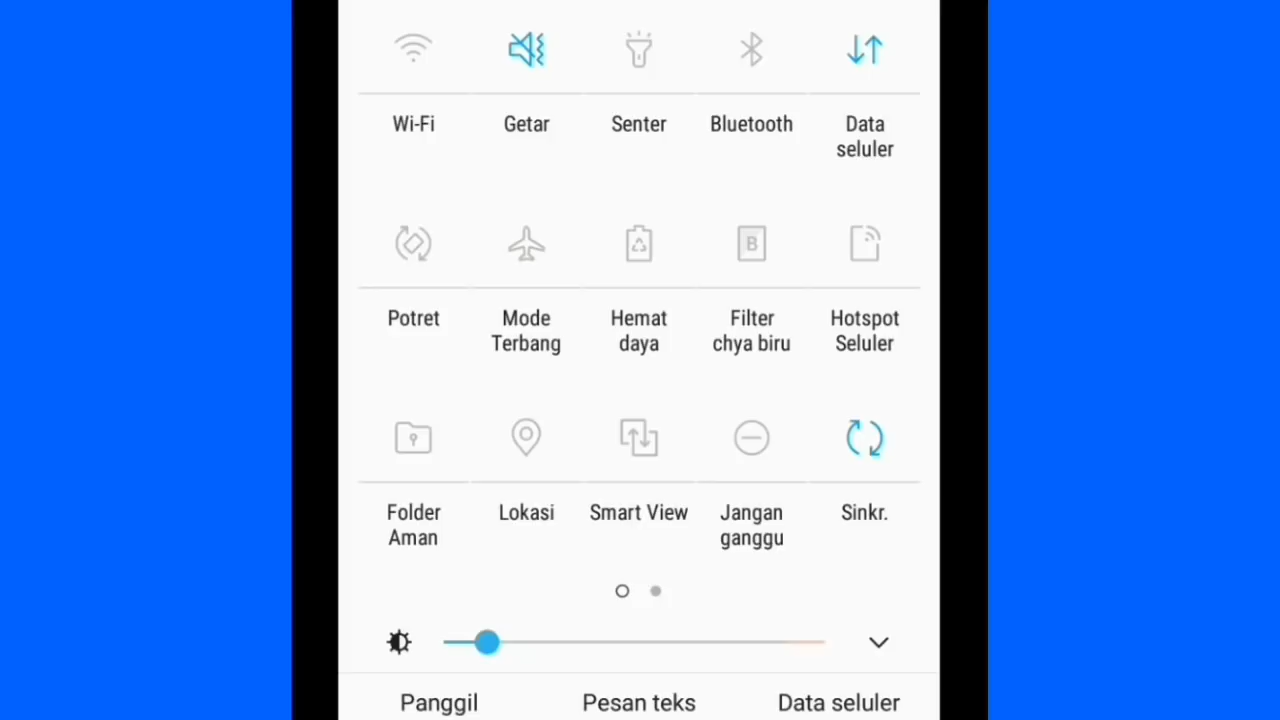 Wi-Fi
Getar
Senter
Bluetooth
Data
seluler
Potret
Mode
Terbang
Hemat
daya
B
Filter
chya biru
Hotspot
Seluler
Folder
Aman
Lokasi
Smart View
Jangan
ganggu
Sinkr.
Panggil
Pesan teks
Data seluler